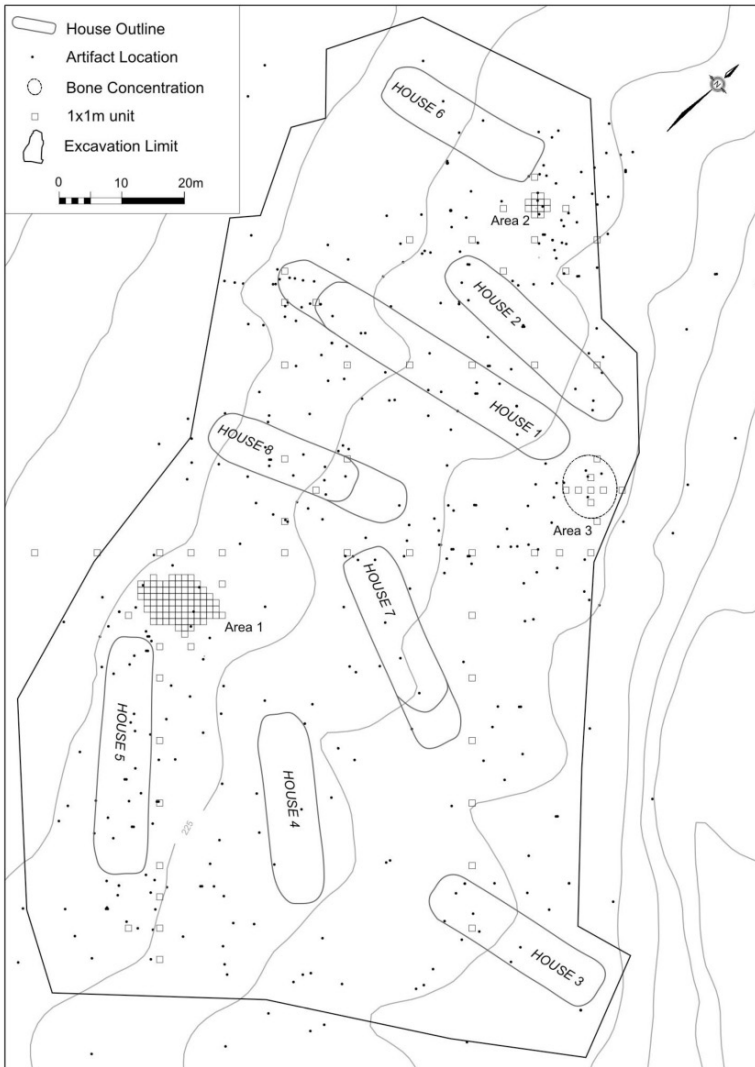 House Outline
Artifact Location
Bone Concentration
1x1m unit
Excavation Limit
0 10 20m
N
HOUSE 6
Area 2
HOUSE 2
HOUSE 1
HOUSE 8
Area 3
HOUSE 7
Area 1
HOUSE 5
HOUSE 4
225
HOUSE 3